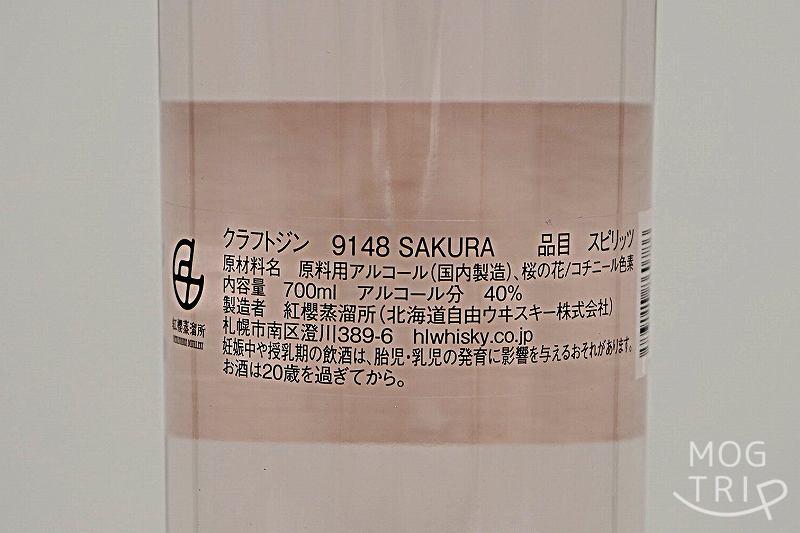 クラフトジン 9148 SAKURA 品目 スピリッツ
原材料名 原料用アルコール(国内製造)、桜の花/コチニール色素
内容量 700ml アルコール分 40%
製造者 紅櫻蒸溜所(北海道自由ウヰスキー株式会社)
札幌市南区澄川389-6 hlwhisky.co.jp
妊娠中や授乳期の飲酒は、胎児・乳児の発育に影響を与えるおそれがあります。
お酒は20歳を過ぎてから。
紅櫻蒸溜所
MOG
TRIP